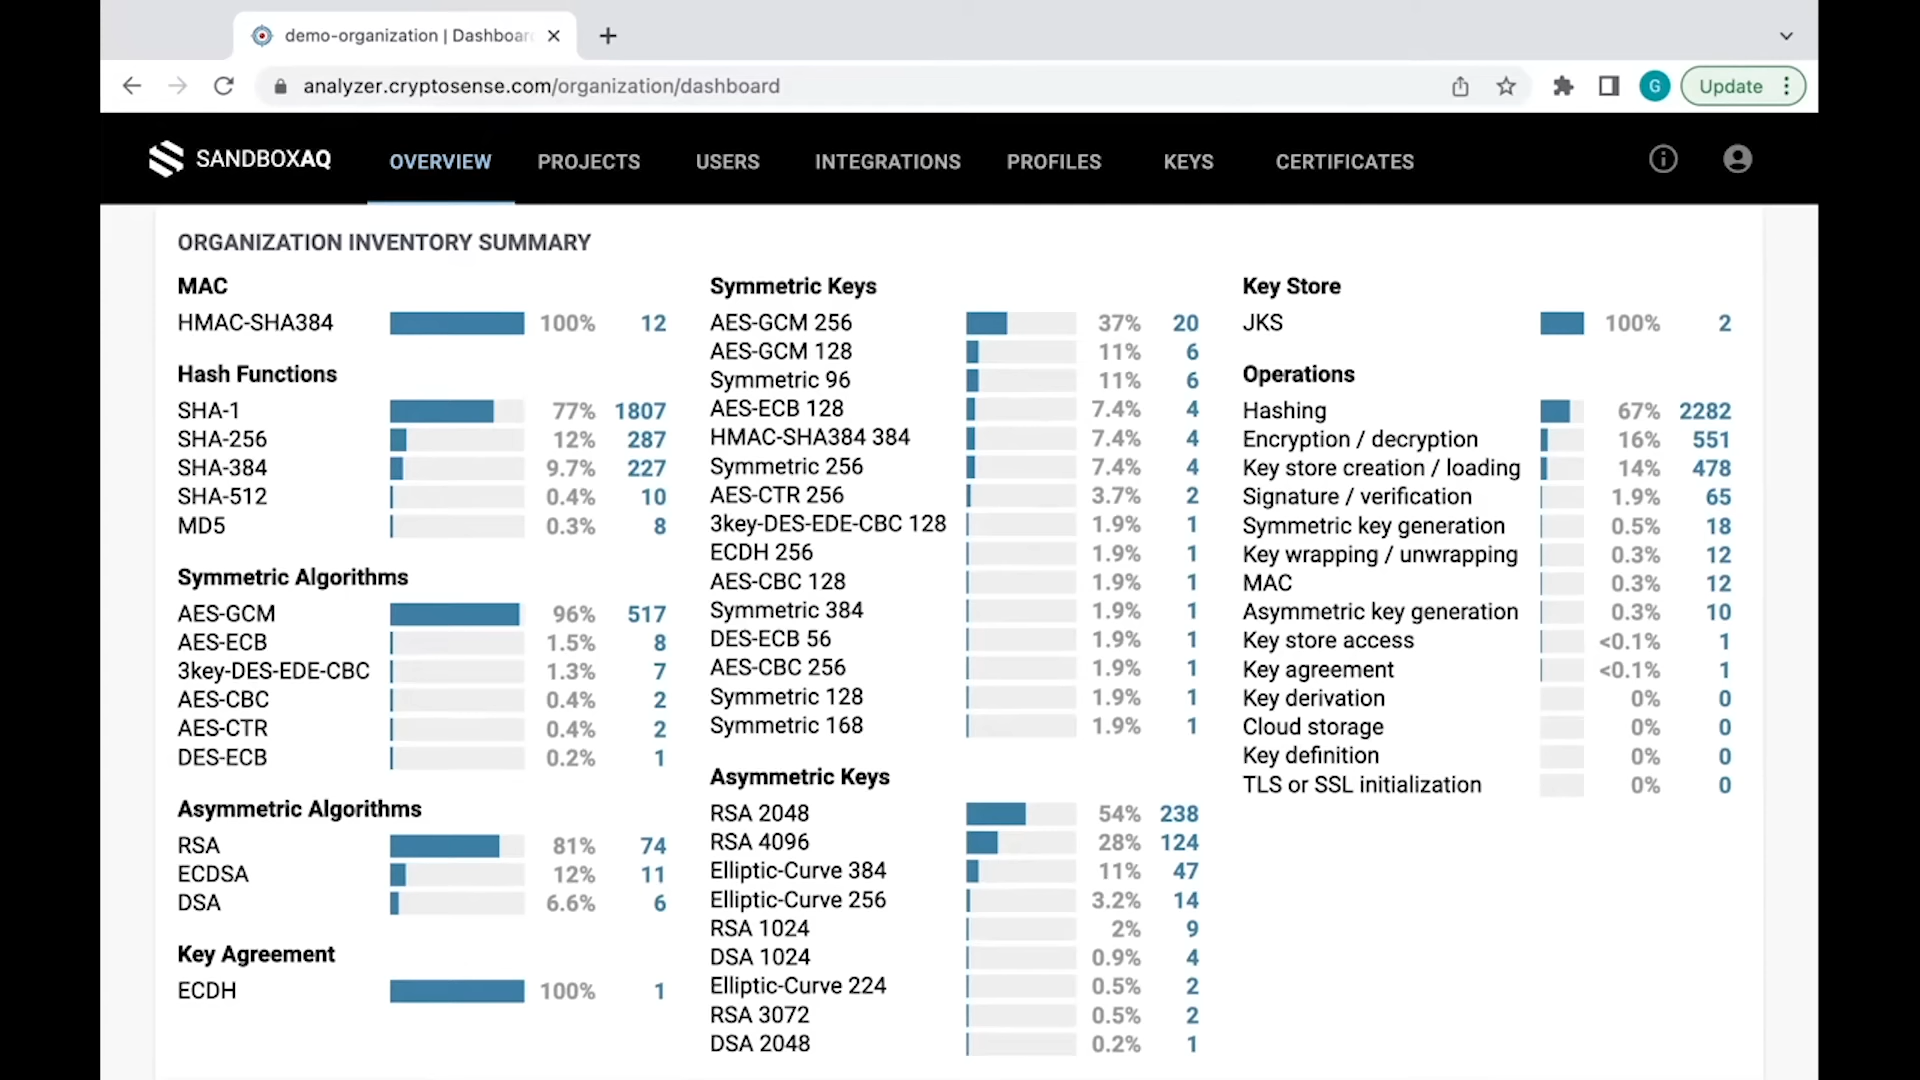 demo-organization | Dashboar
analyzer.cryptosense.com/organization/dashboard
G
Update
SANDBOXAQ OVERVIEW PROJECTS USERS INTEGRATIONS PROFILES KEYS CERTIFICATES
ORGANIZATION INVENTORY SUMMARY
MAC
HMAC-SHA384 100% 12
Hash Functions
SHA-1 77% 1807
SHA-256 12% 287
SHA-384 9.7% 227
SHA-512 0.4% 10
MD5 0.3% 8
Symmetric Algorithms
AES-GCM 96% 517
AES-ECB 1.5% 8
3key-DES-EDE-CBC 1.3% 7
AES-CBC 0.4% 2
AES-CTR 0.4% 2
DES-ECB 0.2% 1
Asymmetric Algorithms
RSA 81% 74
ECDSA 12% 11
DSA 6.6% 6
Key Agreement
ECDH 100% 1
Symmetric Keys
AES-GCM 256 37% 20
AES-GCM 128 11% 6
Symmetric 96 11% 6
AES-ECB 128 7.4% 4
HMAC-SHA384 384 7.4% 4
Symmetric 256 7.4% 4
AES-CTR 256 3.7% 2
3key-DES-EDE-CBC 128 1.9% 1
ECDH 256 1.9% 1
AES-CBC 128 1.9% 1
Symmetric 384 1.9% 1
DES-ECB 56 1.9% 1
AES-CBC 256 1.9% 1
Symmetric 128 1.9% 1
Symmetric 168 1.9% 1
Asymmetric Keys
RSA 2048 54% 238
RSA 4096 28% 124
Elliptic-Curve 384 11% 47
Elliptic-Curve 256 3.2% 14
RSA 1024 2% 9
DSA 1024 0.9% 4
Elliptic-Curve 224 0.5% 2
RSA 3072 0.5% 2
DSA 2048 0.2% 1
Key Store
JKS 100% 2
Operations
Hashing 67% 2282
Encryption / decryption 16% 551
Key store creation / loading 14% 478
Signature / verification 1.9% 65
Symmetric key generation 0.5% 18
Key wrapping / unwrapping 0.3% 12
MAC 0.3% 12
Asymmetric key generation 0.3% 10
Key store access <0.1% 1
Key agreement <0.1% 1
Key derivation 0% 0
Cloud storage 0% 0
Key definition 0% 0
TLS or SSL initialization 0% 0